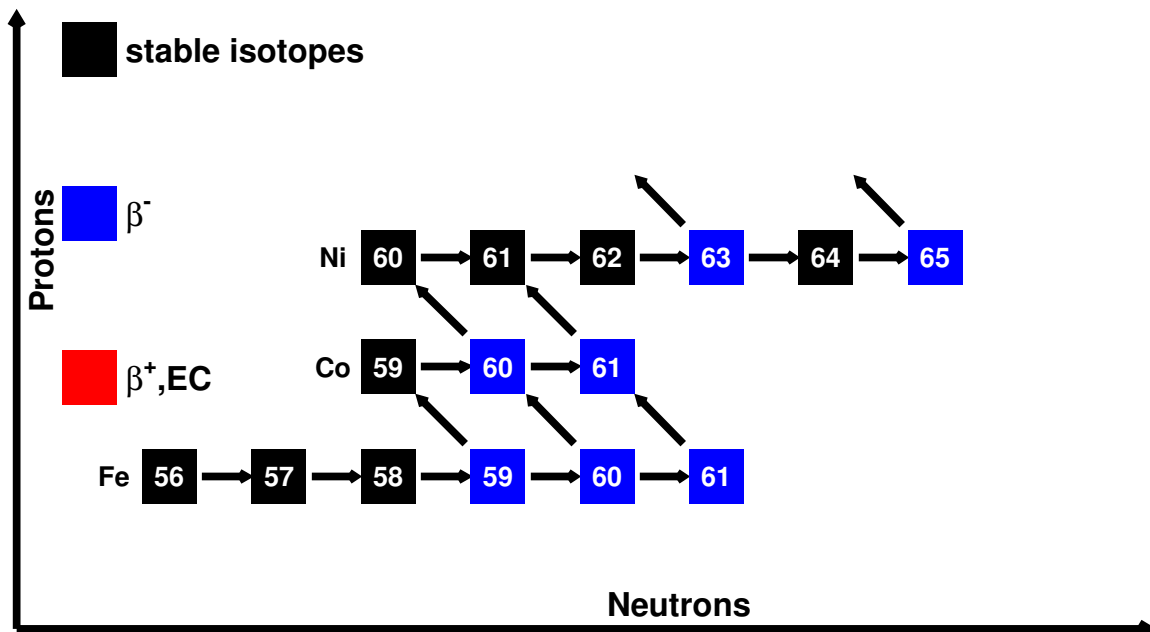 stable isotopes
Protons
β-
Ni 60 61 62 63 64 65
β+,EC
Co 59 60 61
Fe 56 57 58 59 60 61
Neutrons